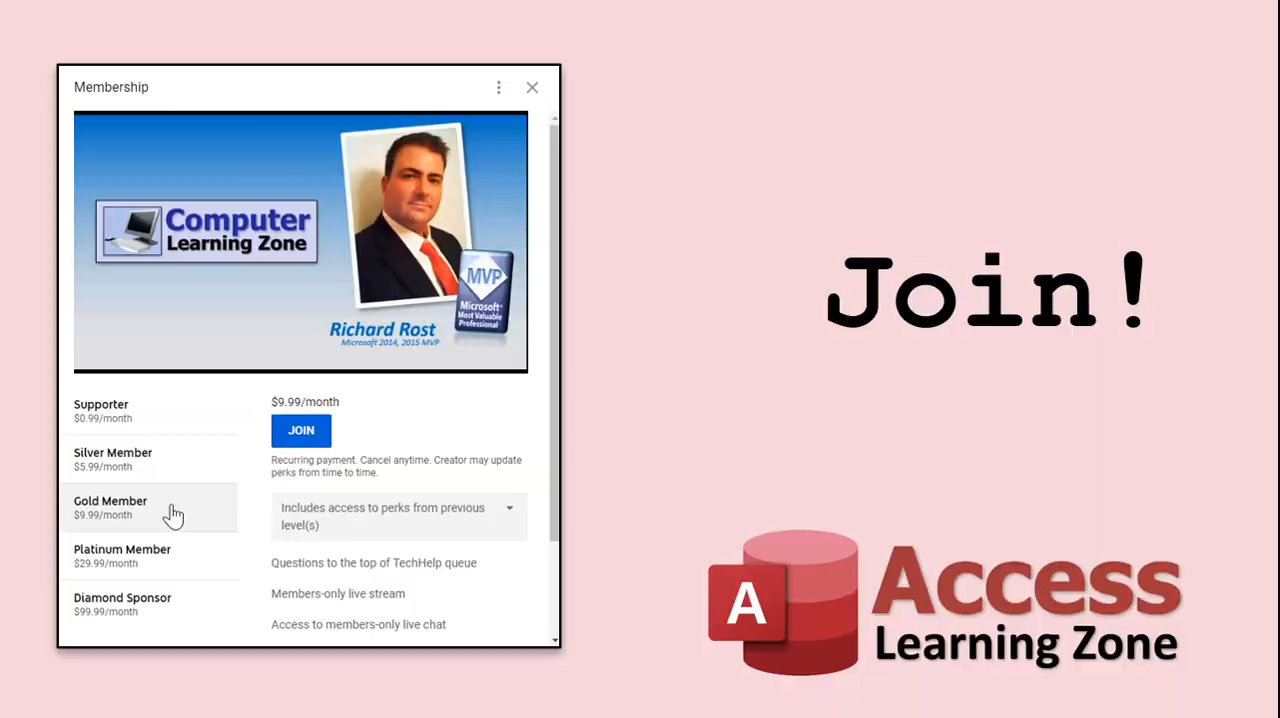 Membership
Computer
Learning Zone
MVP
Microsoft®
Most Valuable
Professional
Richard Rost
Microsoft 2014, 2015 MVP
Supporter
$0.99/month
Silver Member
$5.99/month
Gold Member
$9.99/month
Platinum Member
$29.99/month
Diamond Sponsor
$99.99/month
$9.99/month
JOIN
Recurring payment. Cancel anytime. Creator may update
perks from time to time.
Includes access to perks from previous
level(s)
Questions to the top of TechHelp queue
Members-only live stream
Access to members-only live chat
Join!
A
Access
Learning Zone